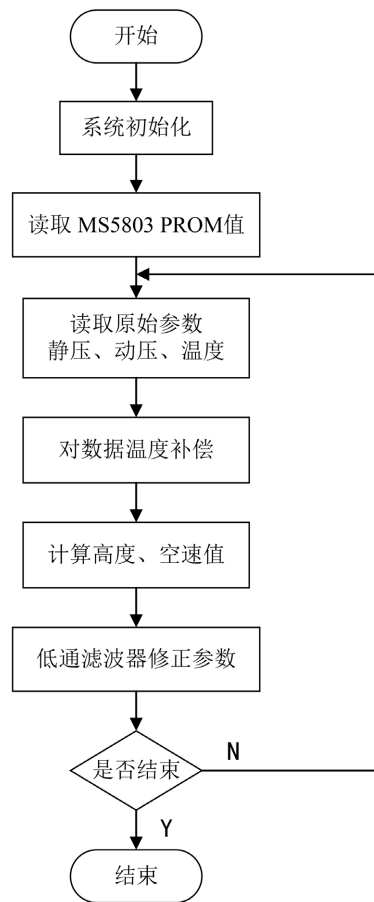 开始
系统初始化
读取 MS5803 PROM值
读取原始参数
静压、动压、温度
对数据温度补偿
计算高度、空速值
低通滤波器修正参数
是否结束
N
Y
结束